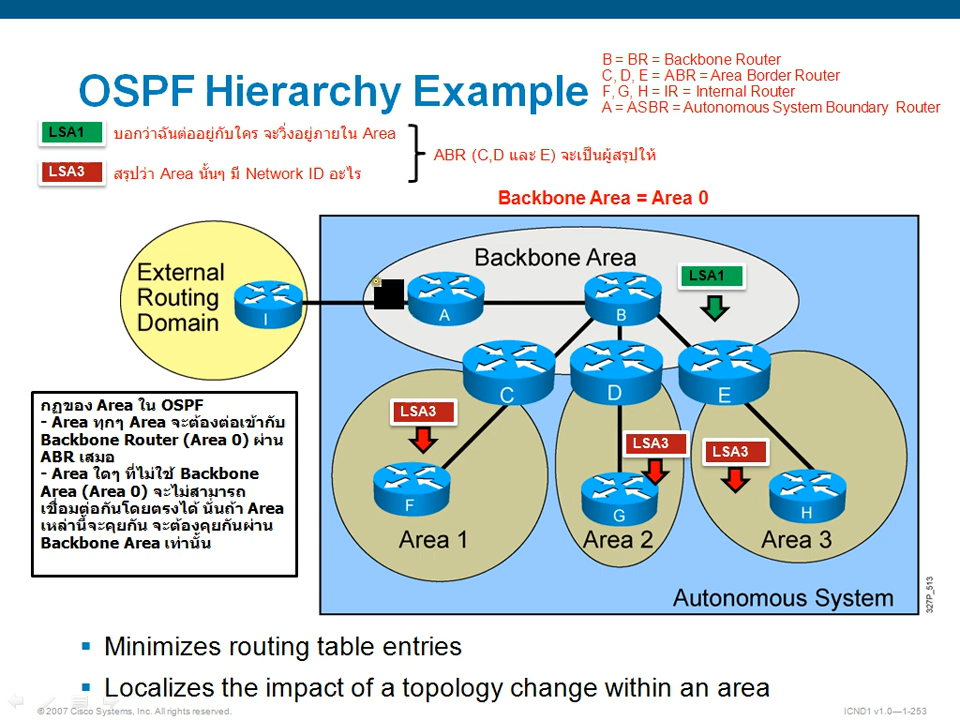 OSPF Hierarchy Example
B = BR = Backbone Router
C, D, E = ABR = Area Border Router
F, G, H = IR = Internal Router
A = ASBR = Autonomous System Boundary Router
LSA1 บอกว่าฉันต่ออยู่กับใคร จะวิ่งอยู่ภายใน Area
LSA3 สรุปว่า Area นั้นๆ มี Network ID อะไร
ABR (C,D และ E) จะเป็นผู้สรุปให้
Backbone Area = Area 0
Backbone Area
External
Routing
Domain
I
A
B
LSA1
C
D
E
กฏของ Area ใน OSPF
- Area ทุกๆ Area จะต้องต่อเข้ากับ
Backbone Router (Area 0) ผ่าน
ABR เสมอ
- Area ใดๆ ที่ไม่ใช้ Backbone
Area (Area 0) จะไม่สามารถ
เชื่อมต่อกันโดยตรงได้ นั่นถ้า Area
เหล่านี้จะคุยกัน จะต้องคุยกันผ่าน
Backbone Area เท่านั้น
LSA3
LSA3
LSA3
F
G
H
Area 1
Area 2
Area 3
Autonomous System
327P_513
▪ Minimizes routing table entries
▪ Localizes the impact of a topology change within an area
© 2007 Cisco Systems, Inc. All rights reserved.
ICND1 v1.0—1-253